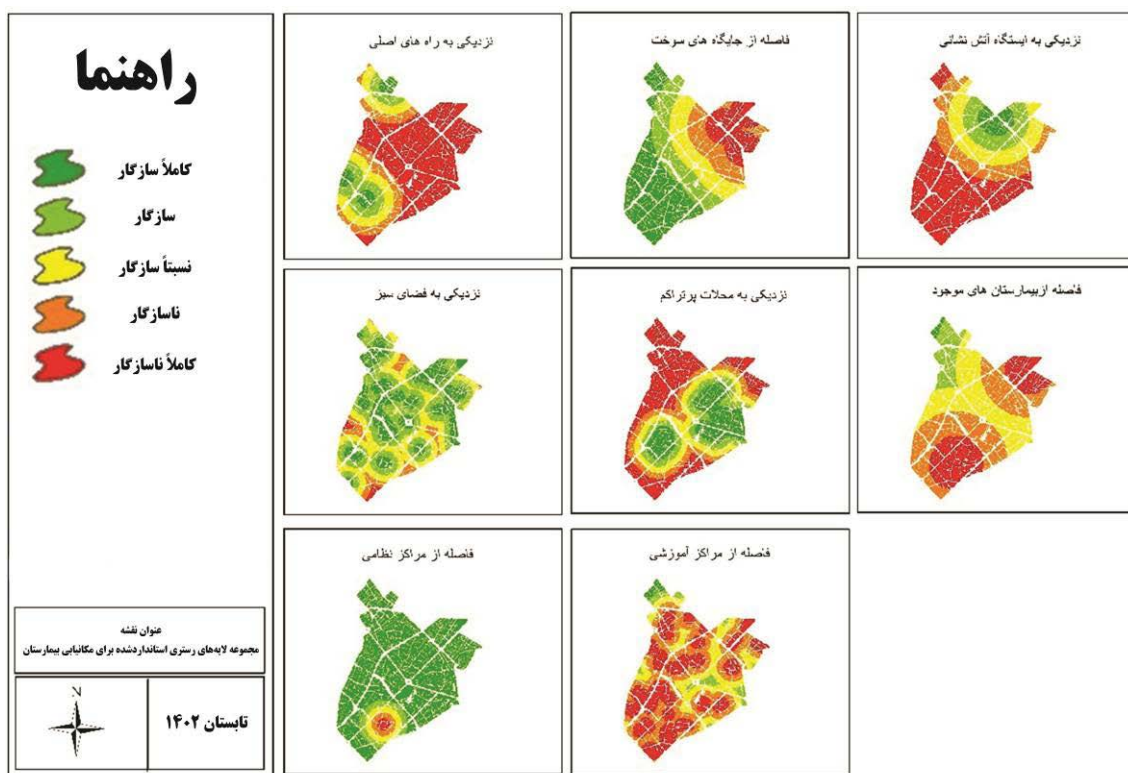 راهنما
کاملاً سازگار
سازگار
نسبتاً سازگار
ناسازگار
کاملاً ناسازگار
عنوان نقشه
مجموعه لایه‌های رستری استانداردشده برای مکانیابی بیمارستان
تابستان ۱۴۰۲
N
نزدیکی به ایستگاه آتش نشانی
فاصله از جایگاه های سوخت
نزدیکی به راه های اصلی
فاصله ازبیمارستان های موجود
نزدیکی به محلات پرتراکم
نزدیکی به فضای سبز
فاصله از مراکز آموزشی
فاصله از مراکز نظامی